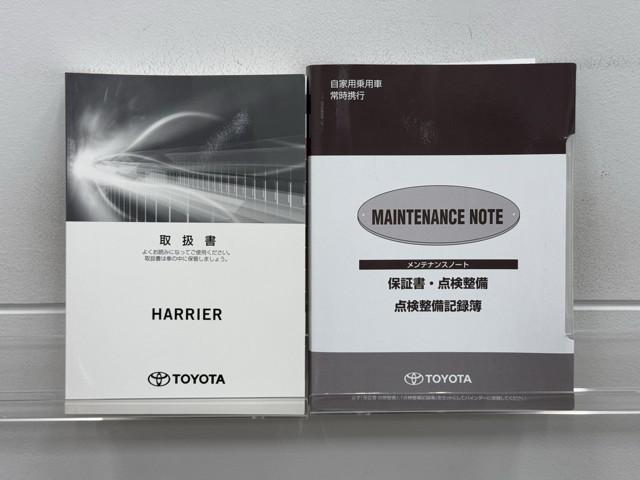 取扱書
よくお読みになってご使用ください。
取扱書は車の中に保管しましょう。
HARRIER
TOYOTA
自家用乗用車
常時携行
MAINTENANCE NOTE
メンテナンスノート
保証書・点検整備
点検整備記録簿
TOYOTA